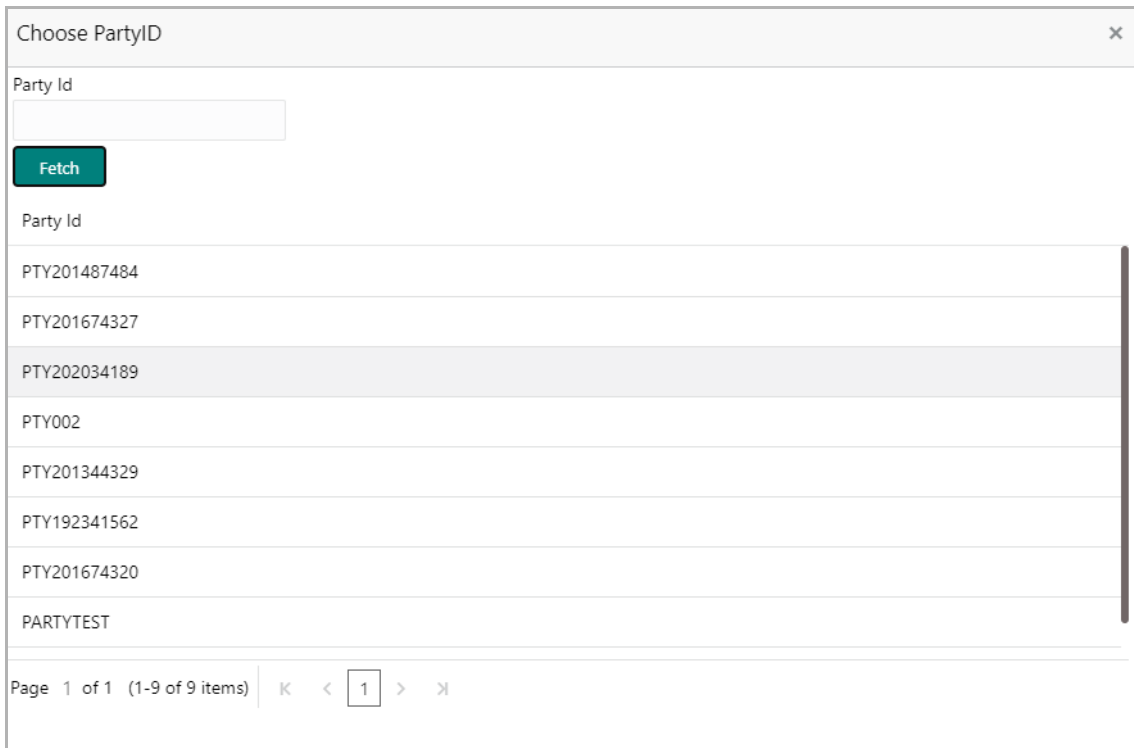 Choose PartyID ×
Party Id
Fetch
Party Id
PTY201487484
PTY201674327
PTY202034189
PTY002
PTY201344329
PTY192341562
PTY201674320
PARTYTEST
Page 1 of 1 (1-9 of 9 items) 1